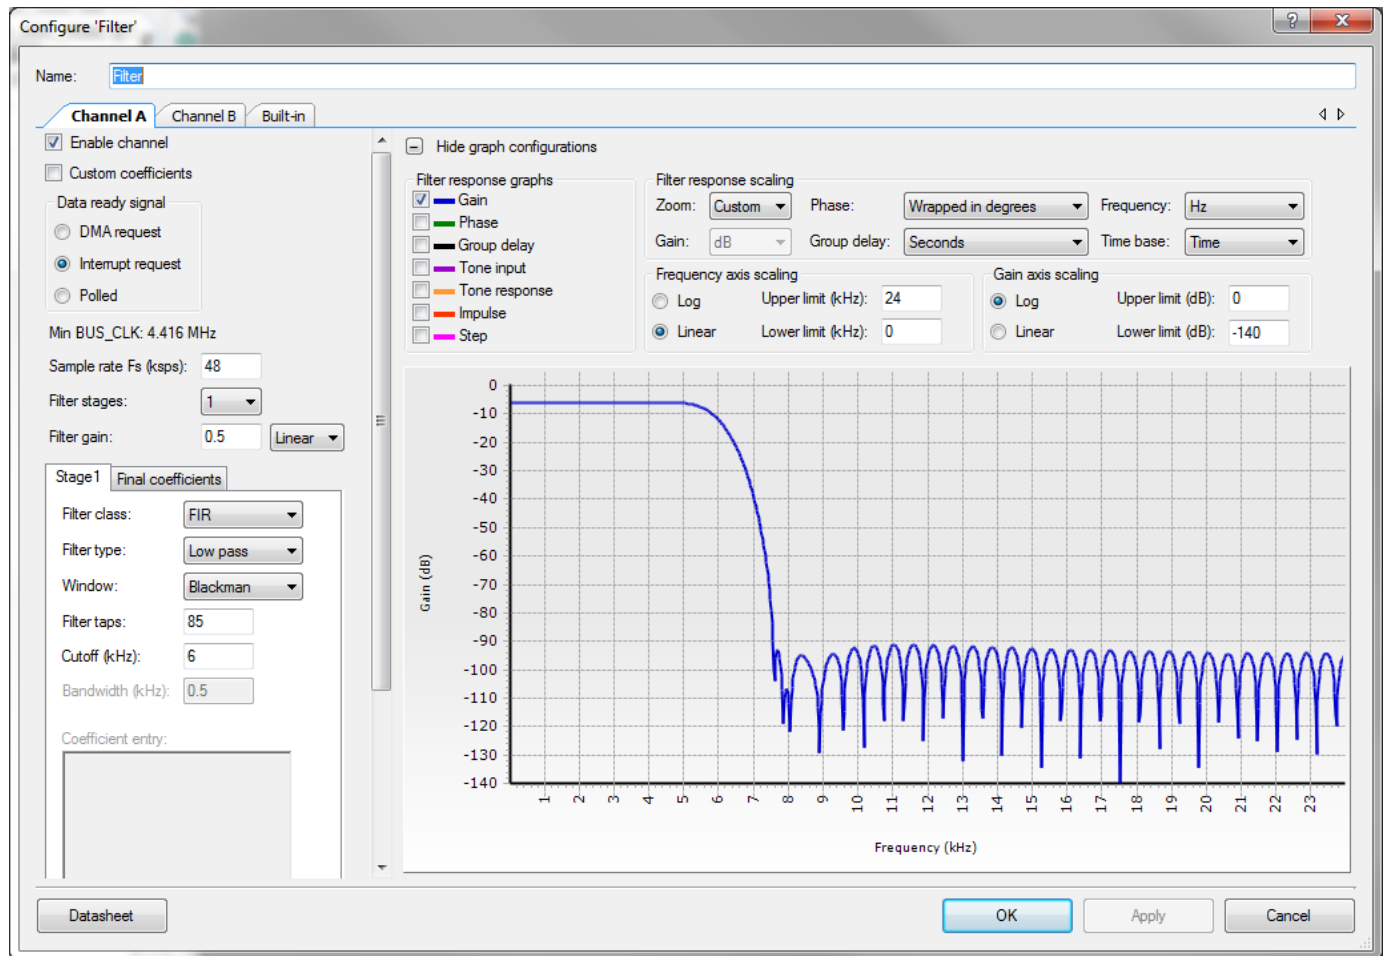 Configure 'Filter'
Name: Filter
Channel A Channel B Built-in
Enable channel
Custom coefficients
Data ready signal
DMA request
Interrupt request
Polled
Min BUS_CLK: 4.416 MHz
Sample rate Fs (ksps): 48
Filter stages: 1
Filter gain: 0.5 Linear
Stage1 Final coefficients
Filter class: FIR
Filter type: Low pass
Window: Blackman
Filter taps: 85
Cutoff (kHz): 6
Bandwidth (kHz): 0.5
Coefficient entry:
Hide graph configurations
Filter response graphs
Gain
Phase
Group delay
Tone input
Tone response
Impulse
Step
Filter response scaling
Zoom: Custom Phase: Wrapped in degrees Frequency: Hz
Gain: dB Group delay: Seconds Time base: Time
Frequency axis scaling
Log Upper limit (kHz): 24
Linear Lower limit (kHz): 0
Gain axis scaling
Log Upper limit (dB): 0
Linear Lower limit (dB): -140
0
-10
-20
-30
-40
-50
-60
-70
-80
-90
-100
-110
-120
-130
-140
Gain (dB)
1 2 3 4 5 6 7 8 9 10 11 12 13 14 15 16 17 18 19 20 21 22 23
Frequency (kHz)
Datasheet OK Apply Cancel